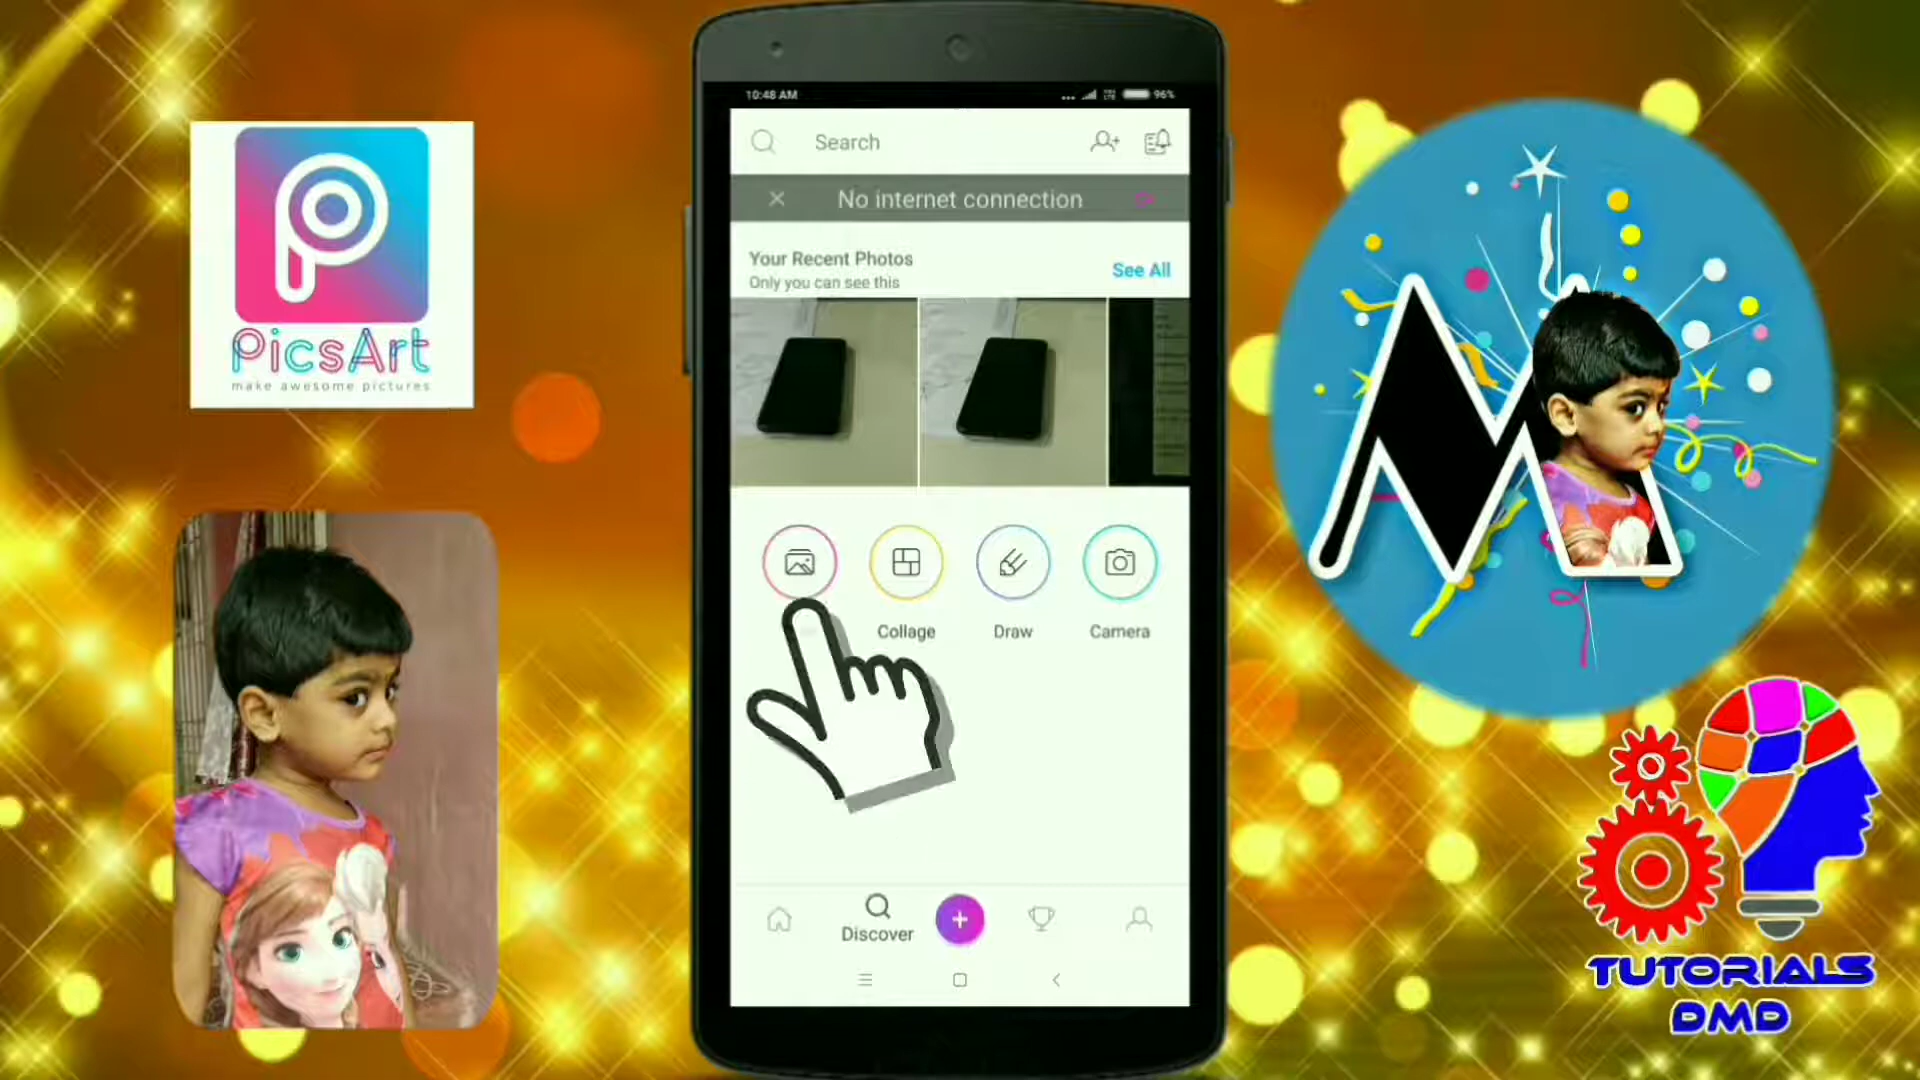 PicsArt
make awesome pictures
10:48 AM
96%
Search
No internet connection
Your Recent Photos
Only you can see this
See All
Collage
Draw
Camera
Discover
M
TUTORIALS
DMD